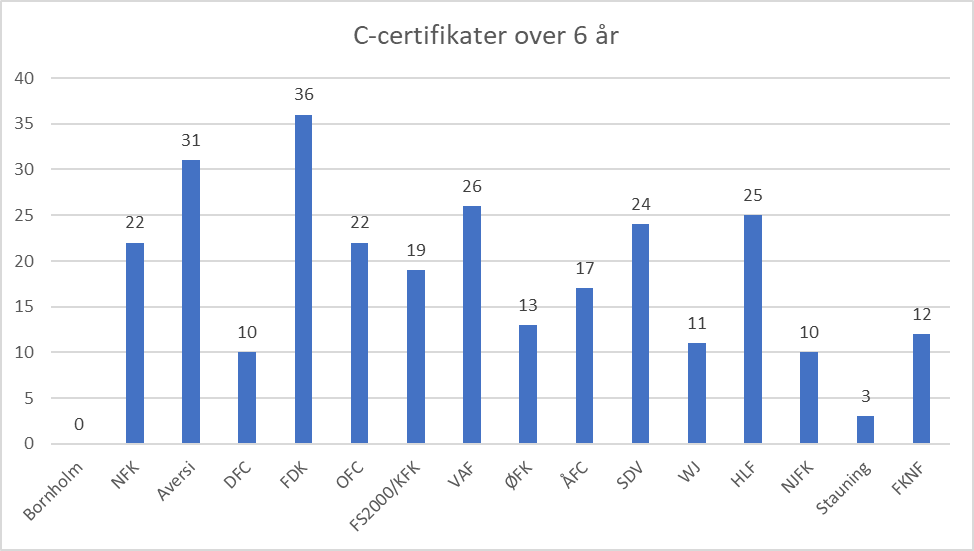 C-certifikater over 6 år
40
35
30
25
20
15
10
5
0
0
22
31
10
36
22
19
26
13
17
24
11
25
10
3
12
Bornholm
NFK
Aversi
DFC
FDK
OFC
FS2000/KFK
VAF
ØFK
ÅFC
SDV
WJ
HLF
NJFK
Stauning
FKNF